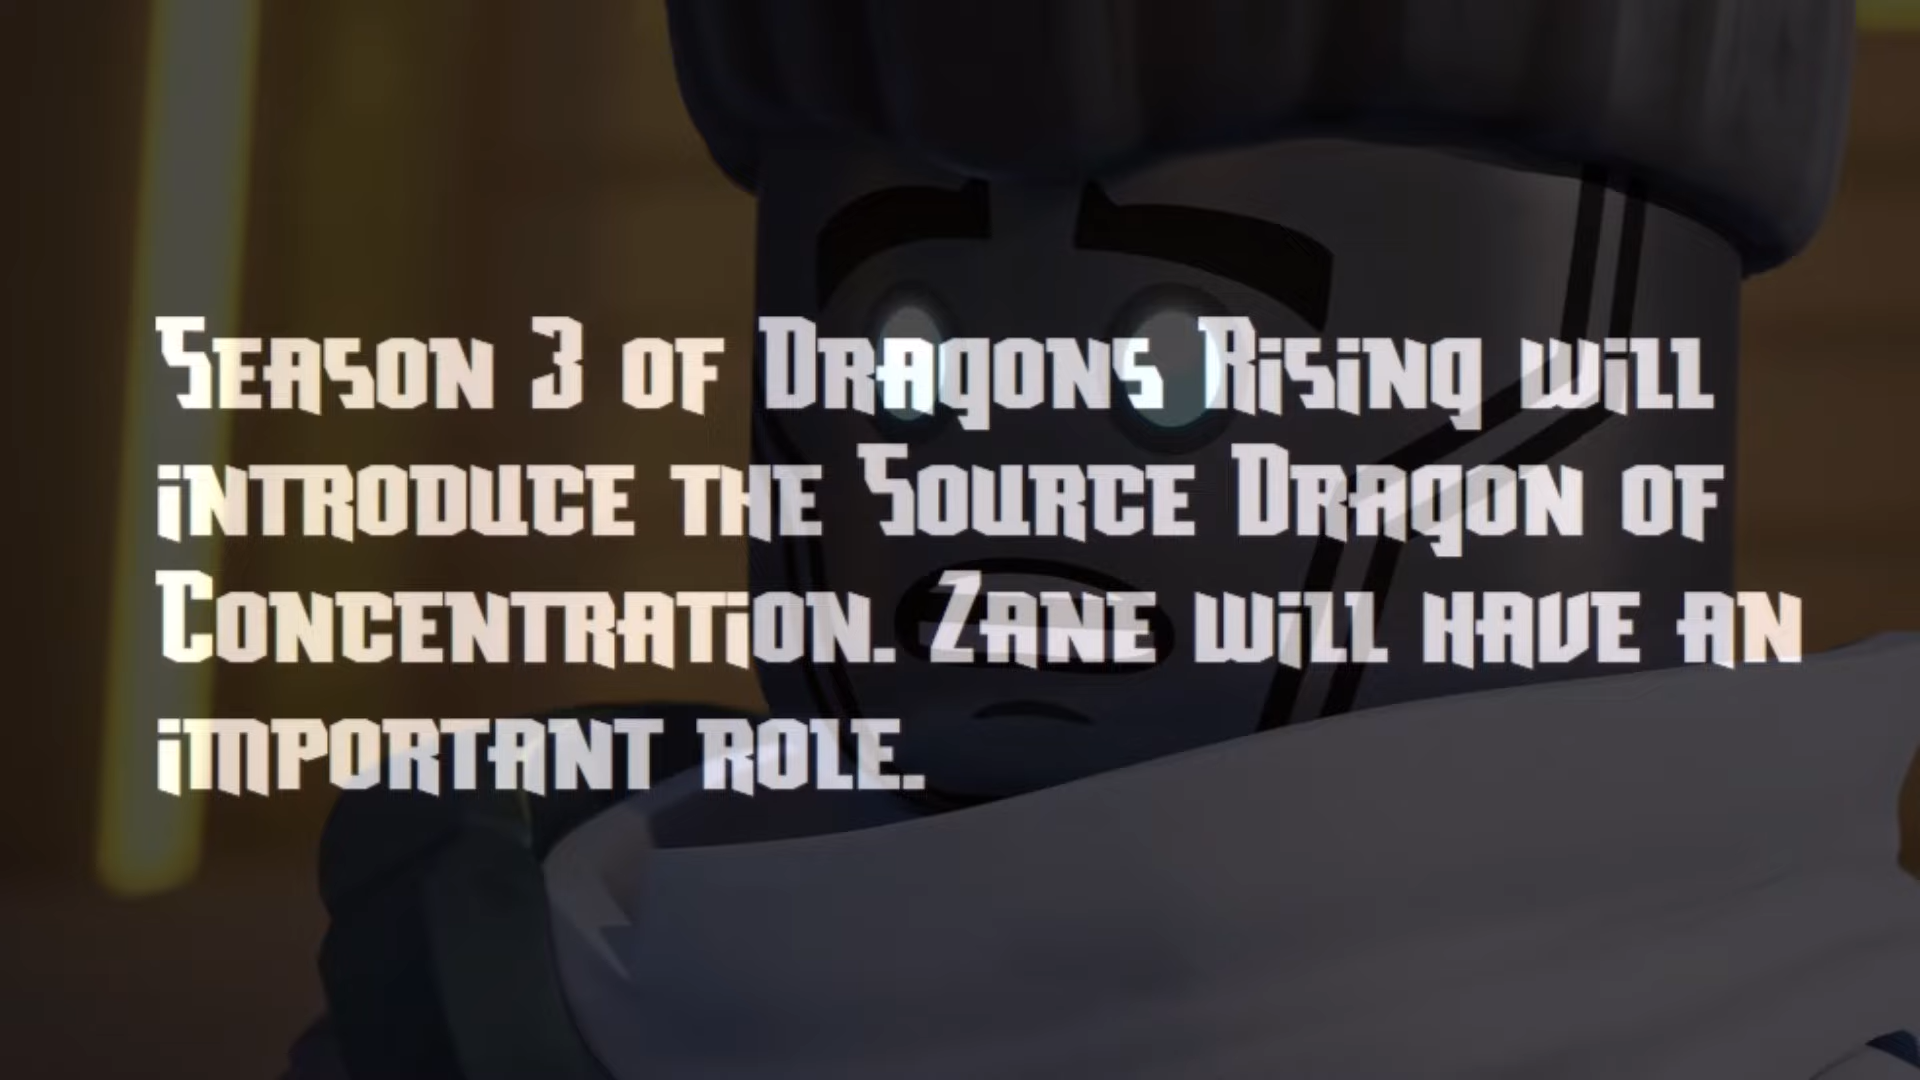 Season 3 of Dragons Rising will
introduce the Source Dragon of
Concentration. Zane will have an
important role.